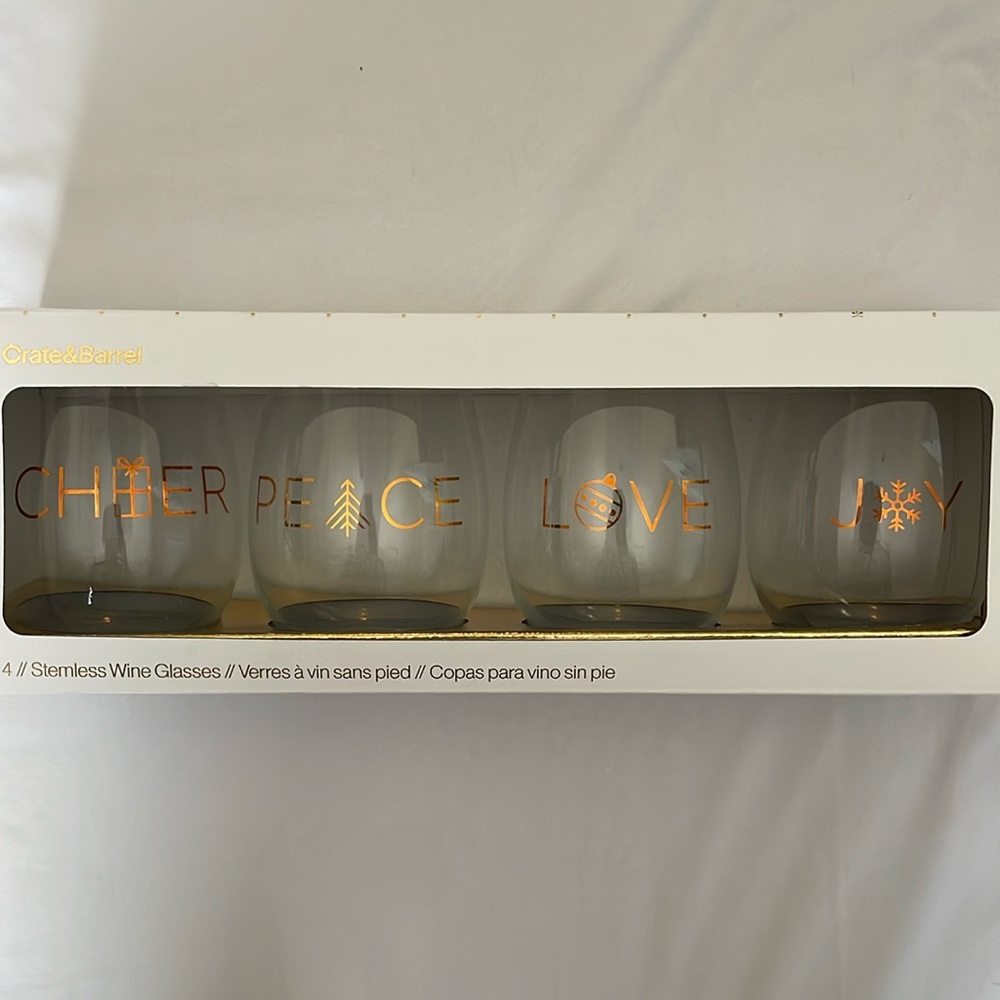 Crate&Barrel
CHEER PEACE LOVE JOY
4 // Stemless Wine Glasses // Verres à vin sans pied // Copas para vino sin pie